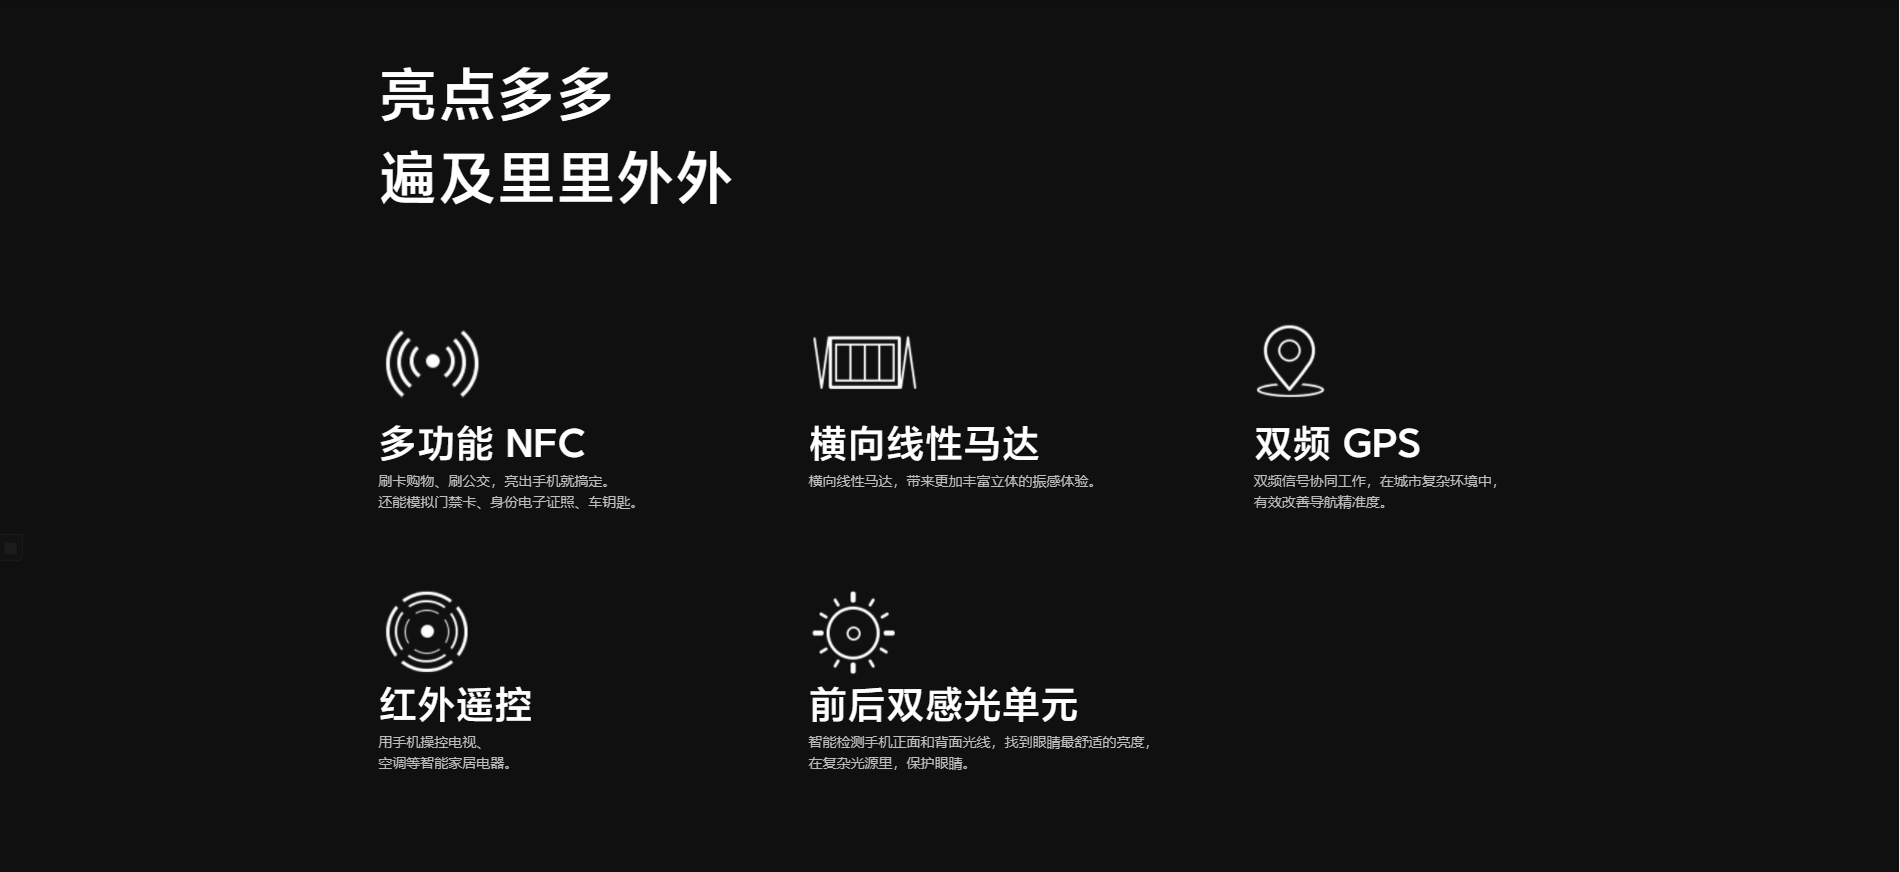 亮点多多
遍及里里外外
多功能 NFC
刷卡购物、刷公交，亮出手机就搞定。
还能模拟门禁卡、身份电子证照、车钥匙。
横向线性马达
横向线性马达，带来更加丰富立体的振感体验。
双频 GPS
双频信号协同工作，在城市复杂环境中，
有效改善导航精准度。
红外遥控
用手机操控电视、
空调等智能家居电器。
前后双感光单元
智能检测手机正面和背面光线，找到眼睛最舒适的亮度，
在复杂光源里，保护眼睛。